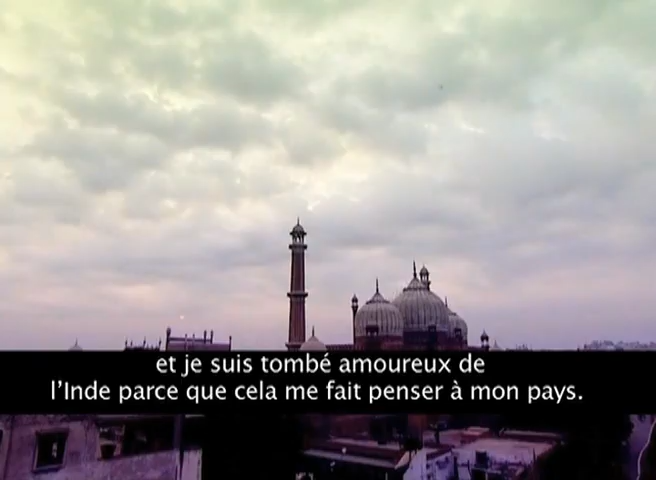 et je suis tombé amoureux de
l'Inde parce que cela me fait penser à mon pays.